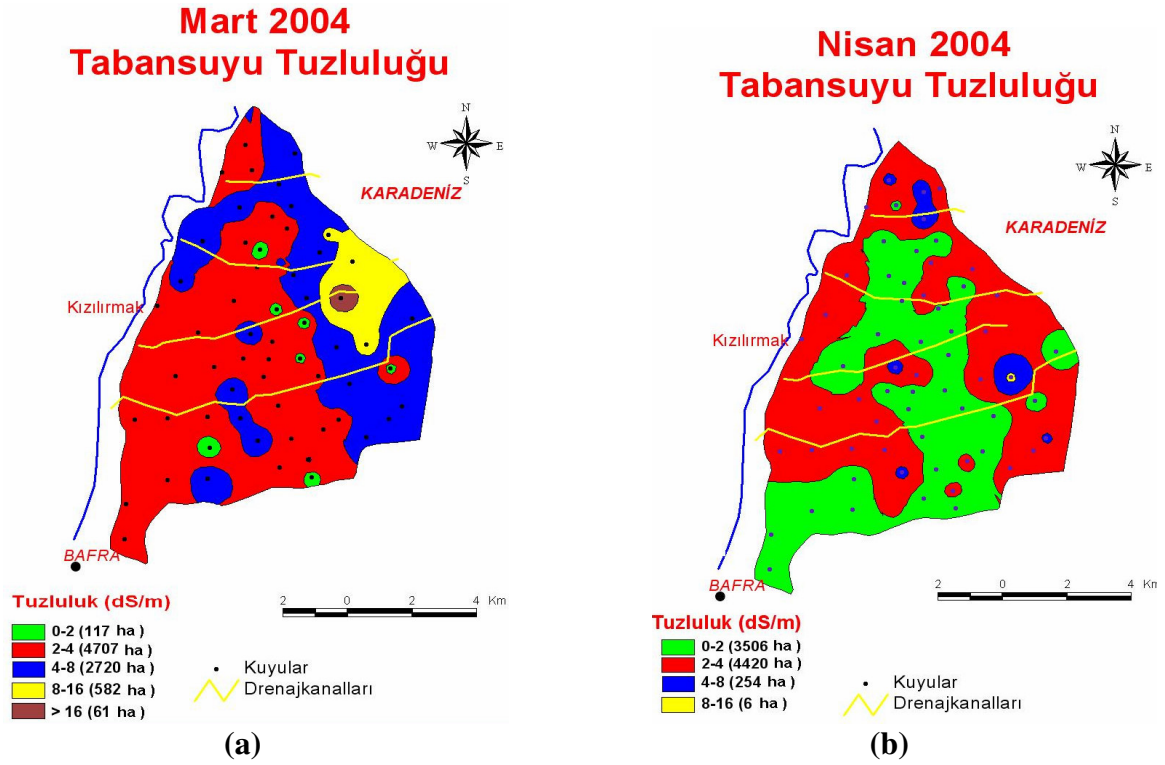 Mart 2004
Tabansuyu Tuzluluğu
N
W
E
S
KARADENİZ
Kızılırmak
BAFRA
Tuzluluk (dS/m)
0-2 (117 ha )
2-4 (4707 ha )
4-8 (2720 ha )
8-16 (582 ha )
> 16 (61 ha )
2 0 2 4 Km
Kuyular
Drenajkanalları
(a)
Nisan 2004
Tabansuyu Tuzluluğu
N
W
E
S
KARADENİZ
Kızılırmak
BAFRA
Tuzluluk (dS/m)
0-2 (3506 ha )
2-4 (4420 ha )
4-8 (254 ha )
8-16 (6 ha )
2 0 2 4 Km
Kuyular
Drenajkanalları
(b)